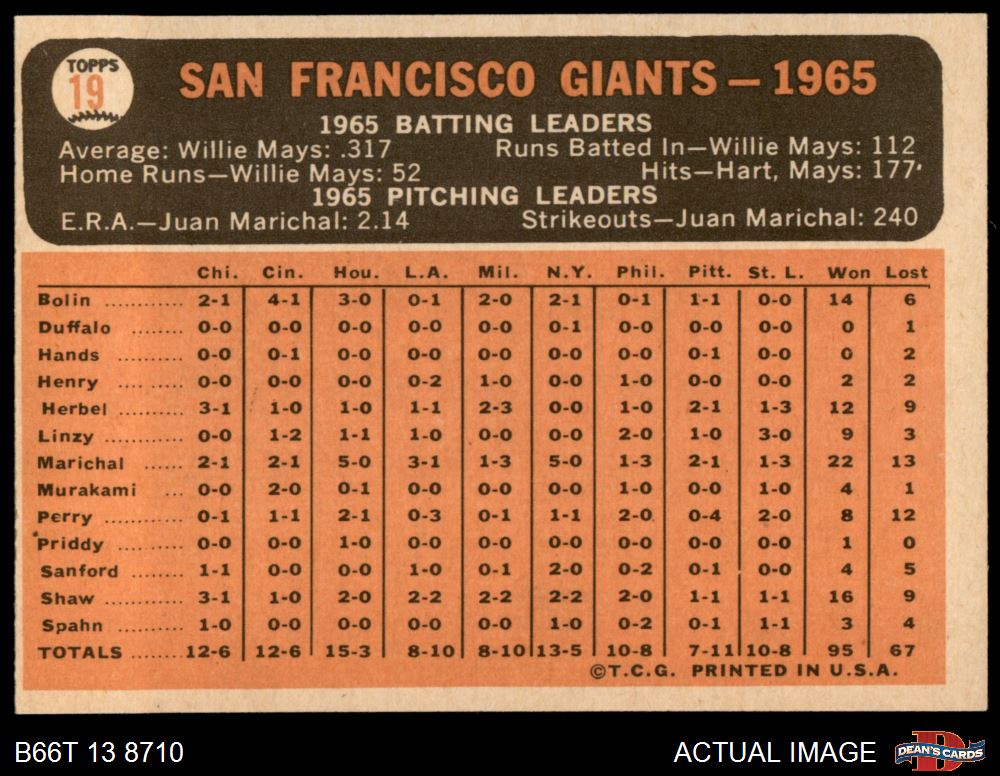 TOPPS
19
SAN FRANCISCO GIANTS — 1965
1965 BATTING LEADERS
Average: Willie Mays: .317 Runs Batted In—Willie Mays: 112
Home Runs—Willie Mays: 52 Hits—Hart, Mays: 177
1965 PITCHING LEADERS
E.R.A.—Juan Marichal: 2.14 Strikeouts—Juan Marichal: 240
Chi. Cin. Hou. L.A. Mil. N.Y. Phil. Pitt. St. L. Won Lost
Bolin .......... 2-1 4-1 3-0 0-1 2-0 2-1 0-1 1-1 0-0 14 6
Duffalo ....... 0-0 0-0 0-0 0-0 0-0 0-1 0-0 0-0 0-0 0 1
Hands ......... 0-0 0-1 0-0 0-0 0-0 0-0 0-0 0-1 0-0 0 2
Henry ......... 0-0 0-0 0-0 0-2 1-0 0-0 1-0 0-0 0-0 2 2
Herbel ......... 3-1 1-0 1-0 1-1 2-3 0-0 1-0 2-1 1-3 12 9
Linzy .......... 0-0 1-2 1-1 1-0 0-0 0-0 2-0 1-0 3-0 9 3
Marichal ..... 2-1 2-1 5-0 3-1 1-3 5-0 1-3 2-1 1-3 22 13
Murakami ... 0-0 2-0 0-1 0-0 0-0 0-0 1-0 0-0 1-0 4 1
Perry ........... 0-1 1-1 2-1 0-3 0-1 1-1 2-0 0-4 2-0 8 12
Priddy ......... 0-0 0-0 1-0 0-0 0-0 0-0 0-0 0-0 0-0 1 0
Sanford ....... 1-1 0-0 0-0 1-0 0-1 2-0 0-2 0-1 0-0 4 5
Shaw ........... 3-1 1-0 2-0 2-2 2-2 2-2 2-0 1-1 1-1 16 9
Spahn ......... 1-0 0-0 0-0 0-0 0-0 1-0 0-2 0-1 1-1 3 4
TOTALS ...... 12-6 12-6 15-3 8-10 8-10 13-5 10-8 7-11 10-8 95 67
©T.C.G. PRINTED IN U.S.A.
B66T 13 8710 ACTUAL IMAGE D DEAN'S CARDS